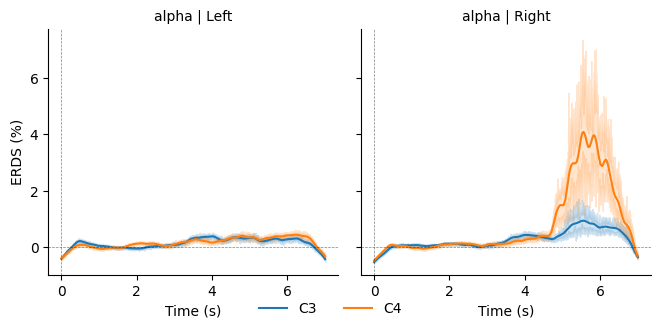 alpha | Left
alpha | Right
ERDS (%)
6
4
2
0
0 2 4 6
0 2 4 6
Time (s)
Time (s)
C3 C4